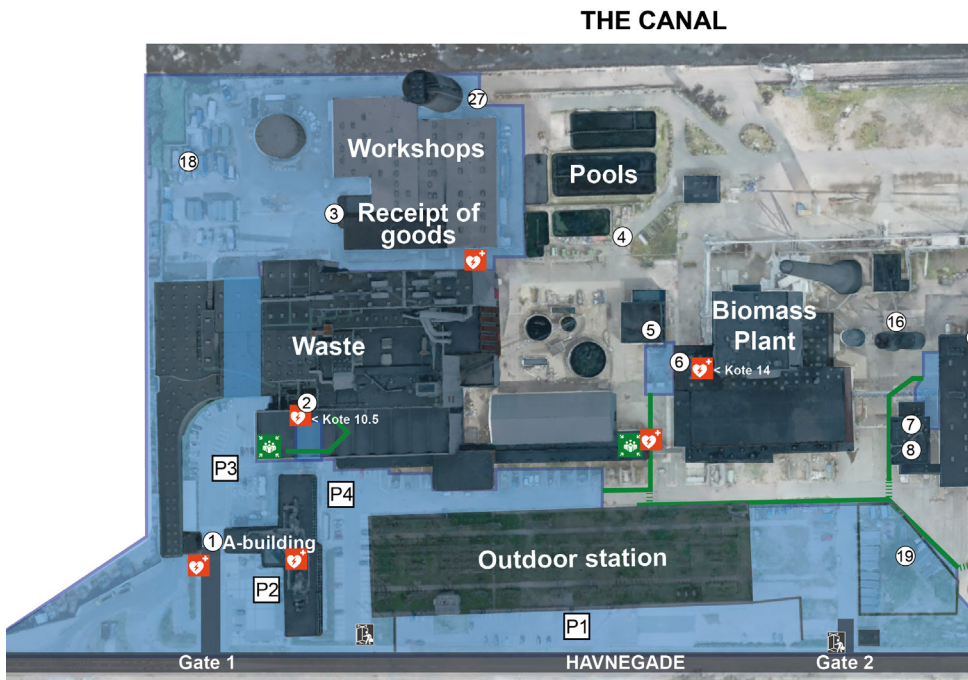 THE CANAL
27
Workshops
18
Pools
3
Receipt of
goods
4
Biomass
Plant
5
16
Waste
6
< Kote 14
2
< Kote 10.5
7
8
P3
P4
1
A-building
Outdoor station
19
P2
P1
Gate 1
HAVNEGADE
Gate 2